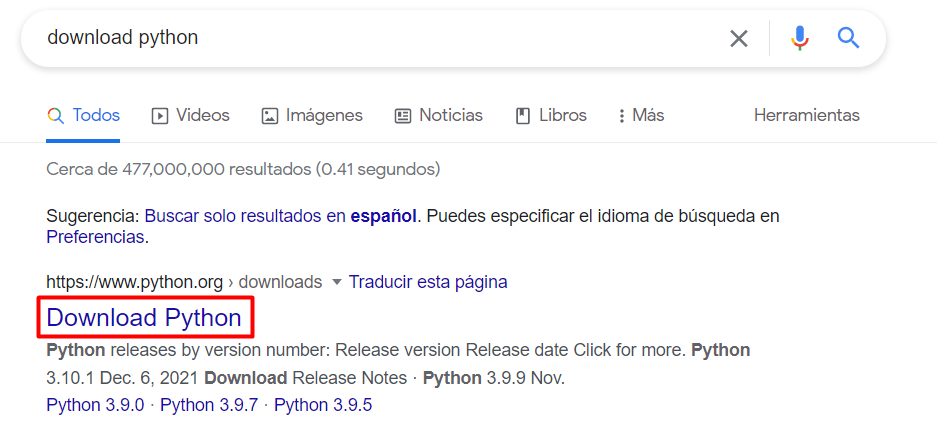 download python
Todos Videos Imágenes Noticias Libros Más Herramientas
Cerca de 477,000,000 resultados (0.41 segundos)
Sugerencia: Buscar solo resultados en español. Puedes especificar el idioma de búsqueda en
Preferencias.
https://www.python.org › downloads Traducir esta página
Download Python
Python releases by version number: Release version Release date Click for more. Python
3.10.1 Dec. 6, 2021 Download Release Notes · Python 3.9.9 Nov.
Python 3.9.0 · Python 3.9.7 · Python 3.9.5